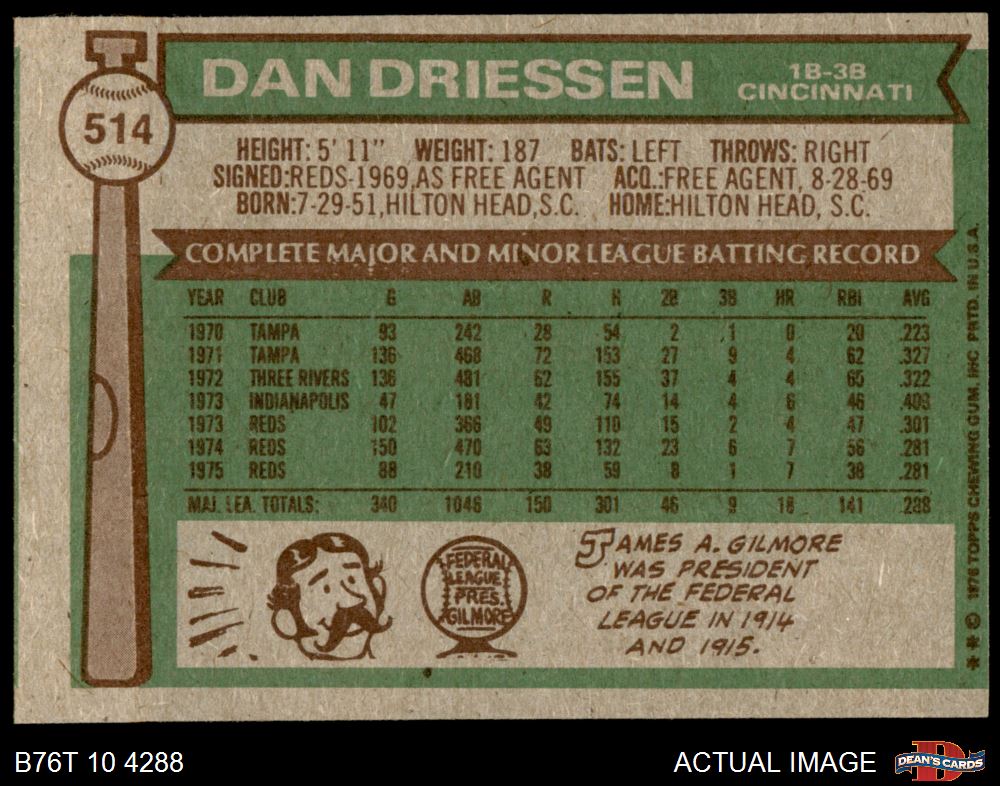 514
DAN DRIESSEN
1B-3B
CINCINNATI
HEIGHT: 5' 11" WEIGHT: 187 BATS: LEFT THROWS: RIGHT
SIGNED:REDS-1969,AS FREE AGENT ACQ.:FREE AGENT, 8-28-69
BORN:7-29-51,HILTON HEAD,S.C. HOME:HILTON HEAD, S.C.
COMPLETE MAJOR AND MINOR LEAGUE BATTING RECORD
YEAR CLUB G AB R H 2B 3B HR RBI AVG
1970 TAMPA 93 242 28 54 2 1 0 20 .223
1971 TAMPA 136 468 72 153 27 9 4 62 .327
1972 THREE RIVERS 136 481 62 155 37 4 4 65 .322
1973 INDIANAPOLIS 47 181 42 74 14 4 6 46 .409
1973 REDS 102 366 49 110 15 2 4 47 .301
1974 REDS 150 470 63 132 23 6 7 56 .281
1975 REDS 88 210 38 59 8 1 7 38 .281
MAJ. LEA. TOTALS: 340 1046 150 301 46 9 18 141 .288
FEDERAL
LEAGUE
PRES.
GILMORE
JAMES A. GILMORE
WAS PRESIDENT
OF THE FEDERAL
LEAGUE IN 1914
AND 1915.
** © 1976 TOPPS CHEWING GUM, INC PRTD. IN U.S.A.
B76T 10 4288
ACTUAL IMAGE
D
DEAN'S CARDS